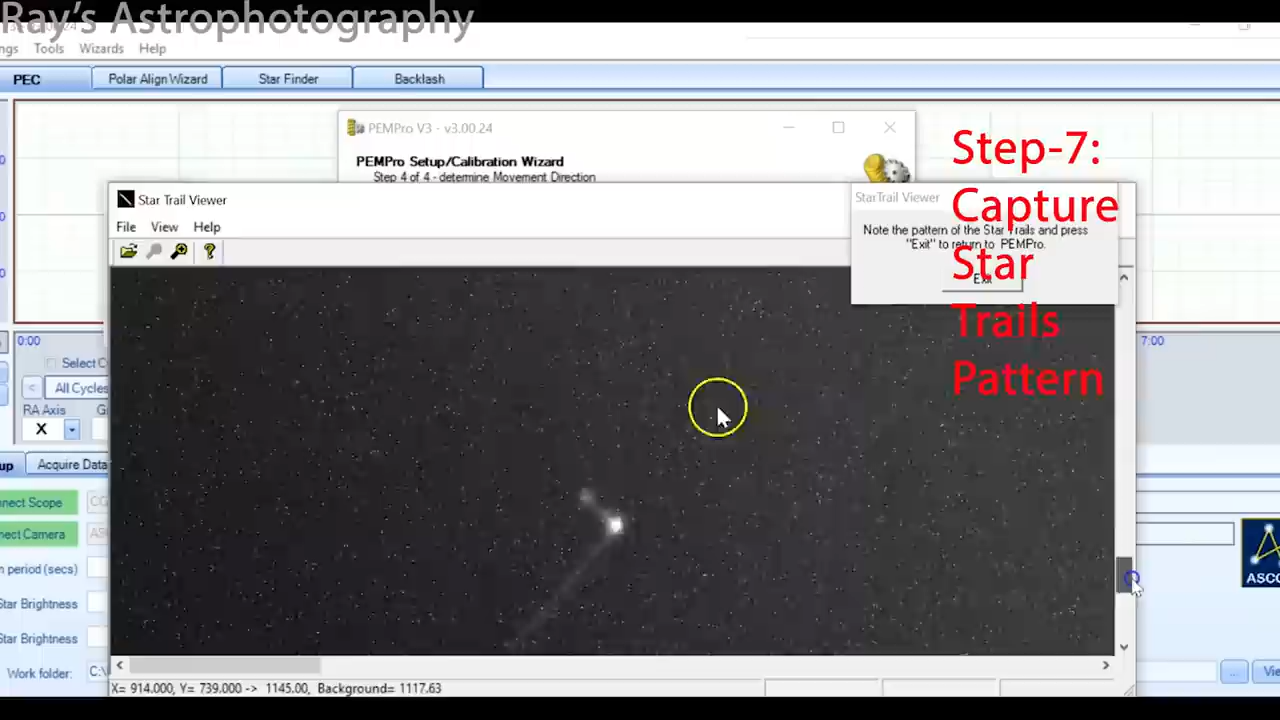 Ray's Astrophotography
ngs Tools Wizards Help
PEC Polar Align Wizard Star Finder Backlash
PEMPro V3 - v3.00.24
PEMPro Setup/Calibration Wizard
Step 4 of 4 - determine Movement Direction
Step-7:
Capture
Star
Trails
Pattern
Star Trail Viewer
File View Help
StarTrail Viewer
Note the pattern of the Star Trails and press
"Exit" to return to PEMPro.
Exit
0:00
7:00
Select C
< All Cycles
RA Axis G
X
up Acquire Data
nnect Scope
nect Camera
n period (secs)
Star Brightness
Star Brightness
Work folder: C:\
ASCO
... Vie
X= 914.000, Y= 739.000 -> 1145.00, Background= 1117.63